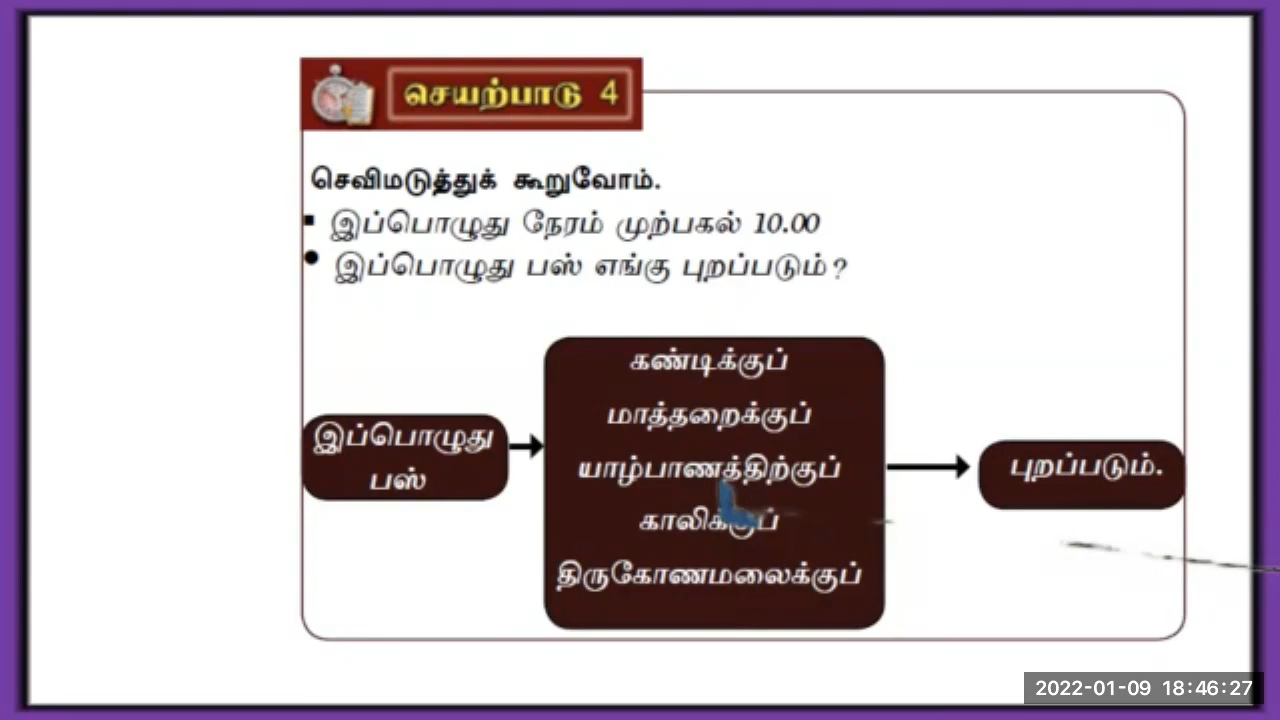 செயற்பாடு 4
செவிமடுத்துக் கூறுவோம்.
▪ இப்பொழுது நேரம் முற்பகல் 10.00
● இப்பொழுது பஸ் எங்கு புறப்படும்?
இப்பொழுது
பஸ்
கண்டிக்குப்
மாத்தறைக்குப்
யாழ்பாணத்திற்குப்
காலிக்குப்
திருகோணமலைக்குப்
புறப்படும்.
2022-01-09 18:46:27